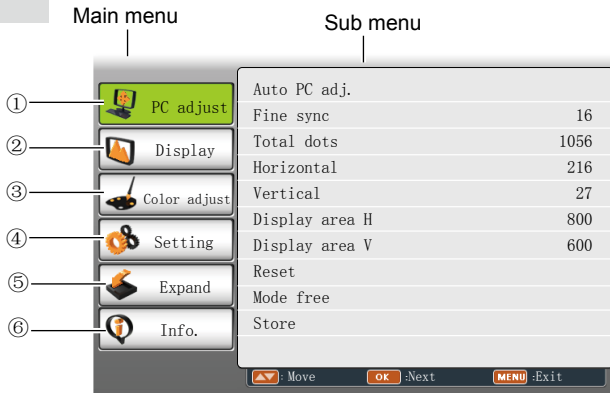 Main menu
Sub menu
① PC adjust
② Display
③ Color adjust
④ Setting
⑤ Expand
⑥ Info.
Auto PC adj.
Fine sync 16
Total dots 1056
Horizontal 216
Vertical 27
Display area H 800
Display area V 600
Reset
Mode free
Store
: Move OK :Next MENU :Exit